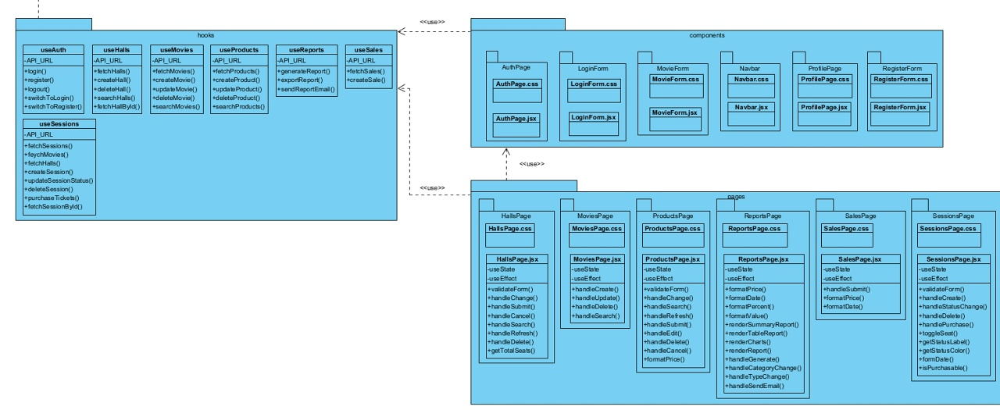 hooks
useAuth
-API_URL
+login()
+register()
+logout()
+switchToLogin()
+switchToRegister()
useHalls
-API_URL
+fetchHalls()
+createHall()
+deleteHall()
+searchHalls()
+fetchHallById()
useMovies
-API_URL
+fetchMovies()
+createMovie()
+updateMovie()
+deleteMovie()
+searchMovies()
useProducts
-API_URL
+fetchProducts()
+createProduct()
+updateProduct()
+deleteProduct()
+searchProducts()
useReports
-API_URL
+generateReport()
+exportReport()
+sendReportEmail()
useSales
-API_URL
+fetchSales()
+createSale()
useSessions
-API_URL
+fetchSessions()
+feychMovies()
+fetchHalls()
+createSession()
+updateSessionStatus()
+deleteSession()
+purchaseTickets()
+fetchSessionById()
<<use>>
<<use>>
<<use>>
components
AuthPage
AuthPage.css
AuthPage.jsx
LoginForm
LoginForm.css
LoginForm.jsx
MovieForm
MovieForm.css
MovieForm.jsx
Navbar
Navbar.css
Navbar.jsx
ProfilePage
ProfilePage.css
ProfilePage.jsx
RegisterForm
RegisterForm.css
RegisterForm.jsx
pages
HallsPage
HallsPage.css
HallsPage.jsx
-useState
-useEffect
+validateForm()
+handleChange()
+handleSubmit()
+handleCancel()
+handleSearch()
+handleRefresh()
+handleDelete()
+getTotalSeats()
MoviesPage
MoviesPage.css
MoviesPage.jsx
-useState
-useEffect
+handleCreate()
+handleUpdate()
+handleDelete()
+handleSearch()
ProductsPage
ProductsPage.css
ProductsPage.jsx
-useState
-useEffect
+validateForm()
+handleChange()
+handleSearch()
+handleRefresh()
+handleSubmit()
+handleEdit()
+handleDelete()
+handleCancel()
+formatPrice()
ReportsPage
ReportsPage.css
ReportsPage.jsx
-useState
-useEffect
+formatPrice()
+formatDate()
+formatPercent()
+formatValue()
+renderSummaryReport()
+renderTableReport()
+renderCharts()
+renderReport()
+handleGenerate()
+handleCategoryChange()
+handleTypeChange()
+handleSendEmail()
SalesPage
SalesPage.css
SalesPage.jsx
-useState
-useEffect
+handleSubmit()
+formatPrice()
+formatDate()
SessionsPage
SessionsPage.css
SessionsPage.jsx
-useState
-useEffect
+validateForm()
+handleCreate()
+handleStatusChange()
+handleDelete()
+handlePurchase()
+toggleSeat()
+getStatusLabel()
+getStatusColor()
+formDate()
+isPurchasable()